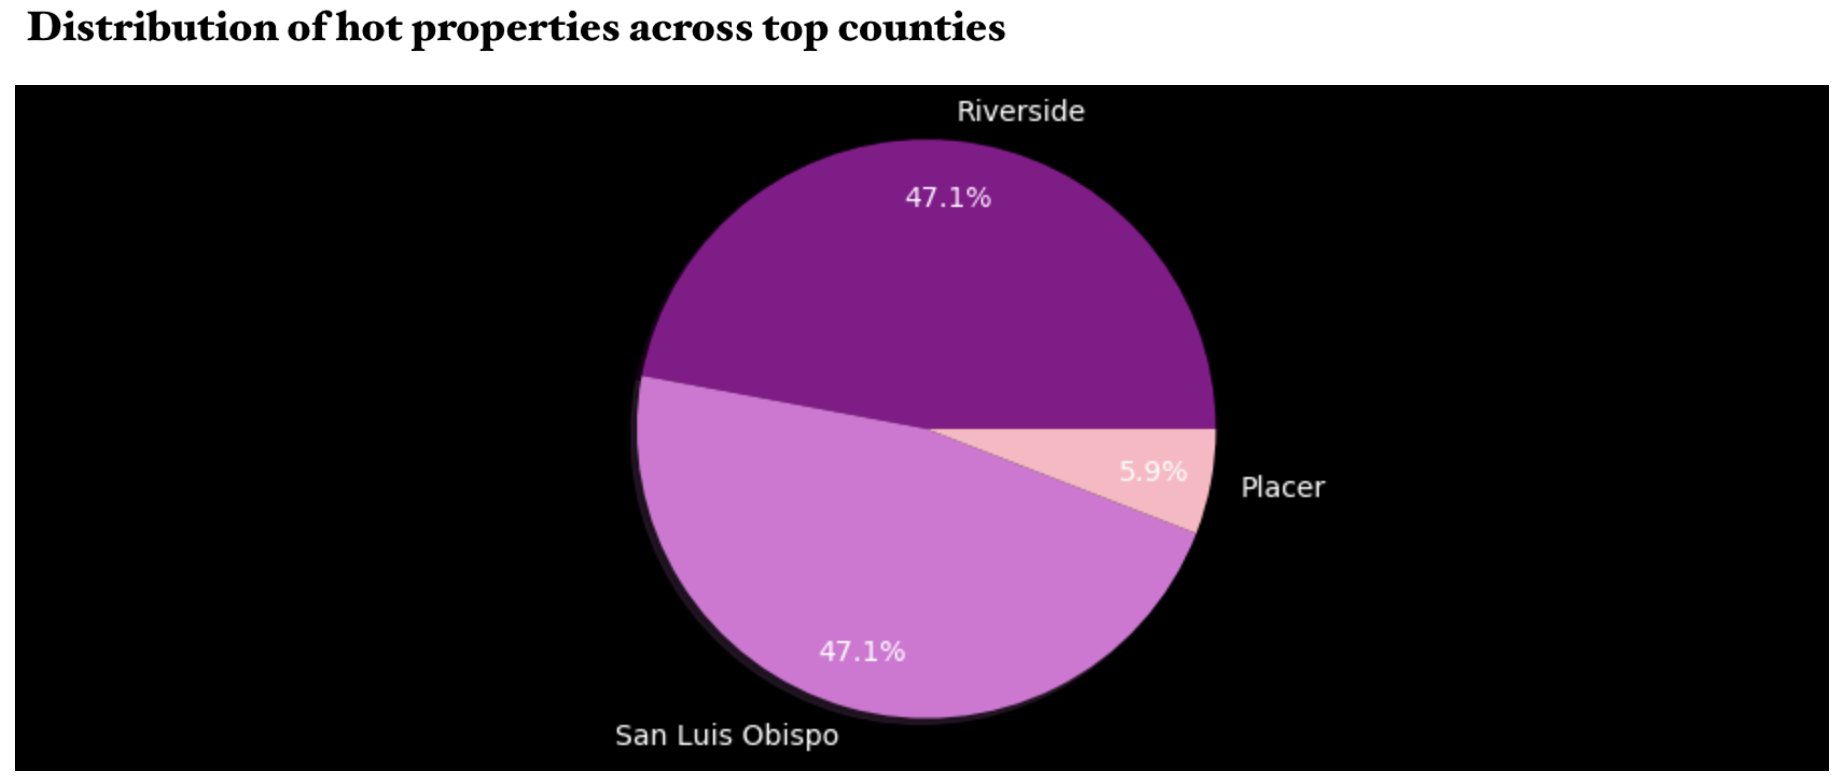 Distribution of hot properties across top counties
Riverside
47.1%
5.9%
Placer
47.1%
San Luis Obispo